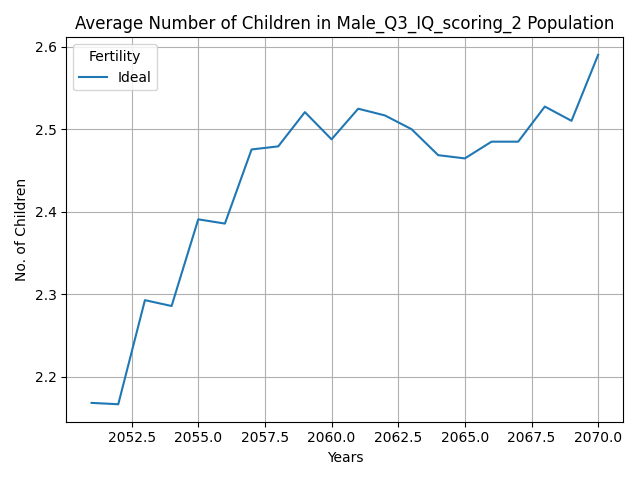 Average Number of Children in Male_Q3_IQ_scoring_2 Population
Fertility
Ideal
No. of Children
2.6
2.5
2.4
2.3
2.2
2052.5 2055.0 2057.5 2060.0 2062.5 2065.0 2067.5 2070.0
Years